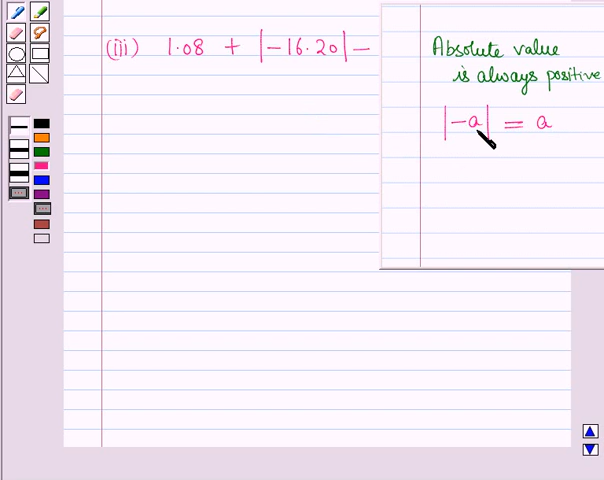 (iii) 1.08 + |-16.20| -
Absolute value
is always positive
|-a| = a